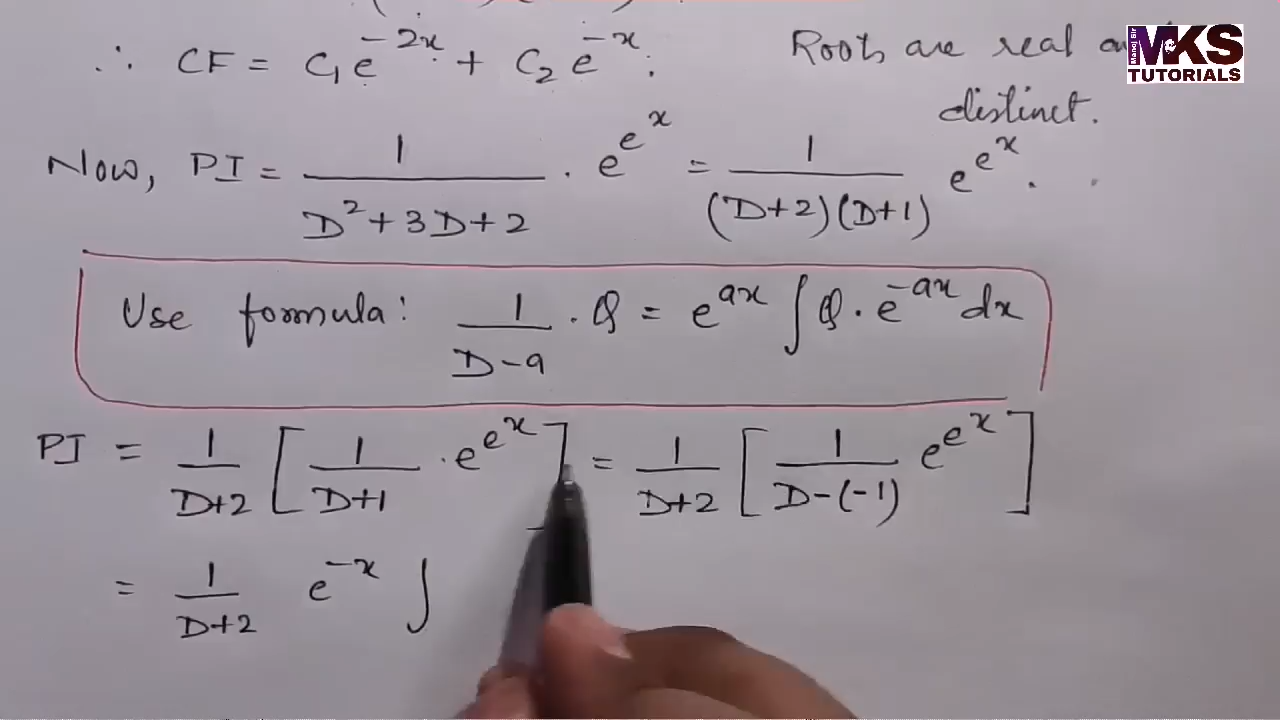 ∴ CF = C₁e^{-2x} + C₂e^{-x}. Roots are real
distinct.
MKS
TUTORIALS
Now, PI = 1/(D²+3D+2) · e^{e^x} = 1/((D+2)(D+1)) e^{e^x}.
Use formula: 1/(D-a) · Q = e^{ax} ∫ Q · e^{-ax} dx
PI = 1/(D+2) [1/(D+1) · e^{e^x}] = 1/(D+2) [1/(D-(-1)) e^{e^x}]
= 1/(D+2) e^{-x} ∫